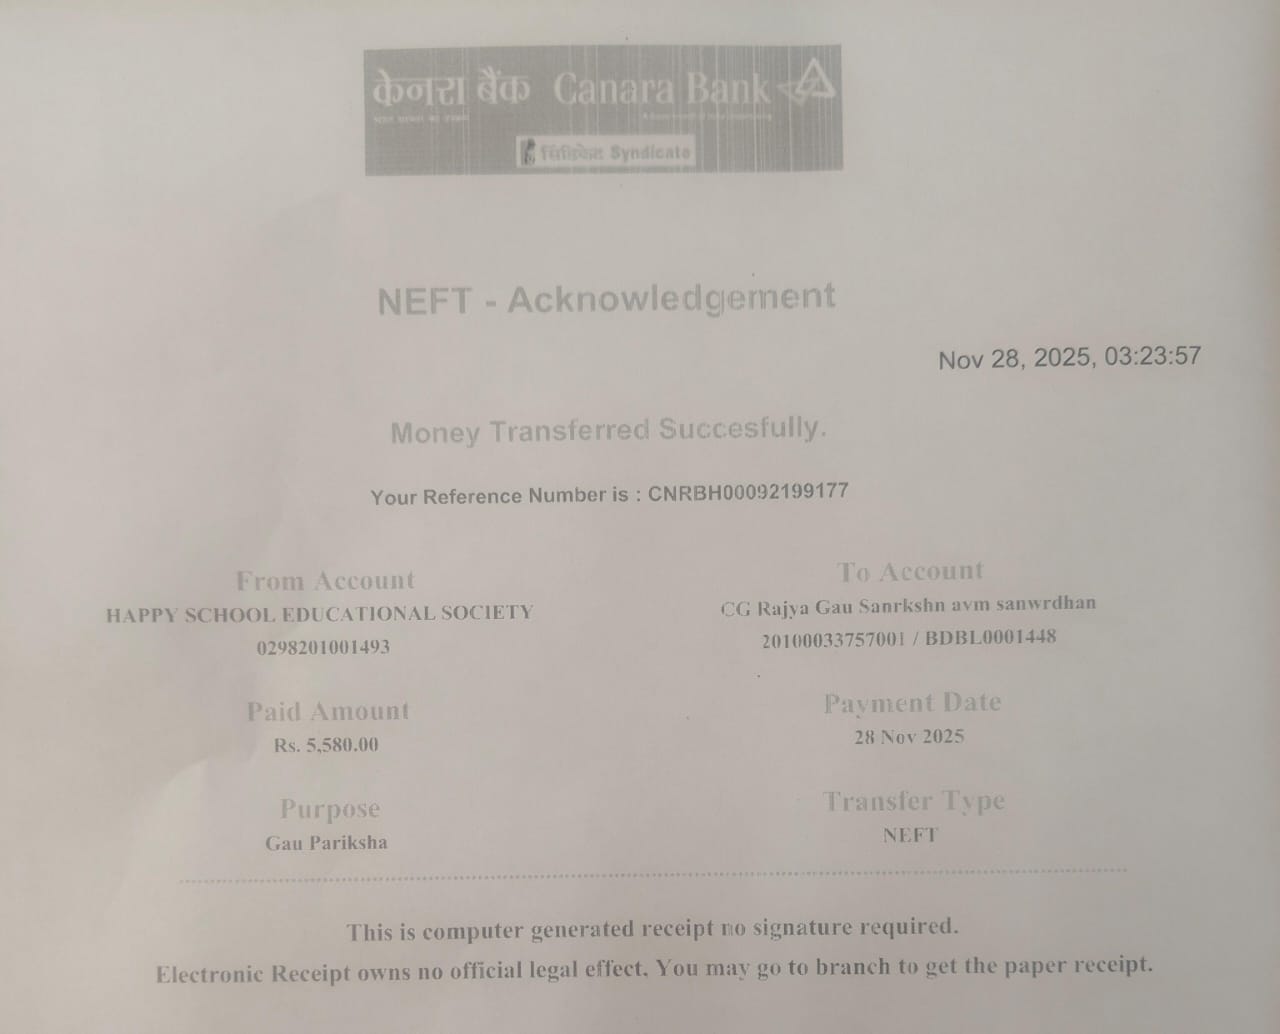 केनरा बैंक Canara Bank
सिंडिकेट Syndicate
NEFT - Acknowledgement
Nov 28, 2025, 03:23:57
Money Transferred Succesfully.
Your Reference Number is : CNRBH00092199177
From Account
To Account
HAPPY SCHOOL EDUCATIONAL SOCIETY
CG Rajya Gau Sanrkshn avm sanwrdhan
0298201001493
20100033757001 / BDBL0001448
Paid Amount
Payment Date
Rs. 5,580.00
28 Nov 2025
Purpose
Transfer Type
Gau Pariksha
NEFT
This is computer generated receipt no signature required.
Electronic Receipt owns no official legal effect. You may go to branch to get the paper receipt.